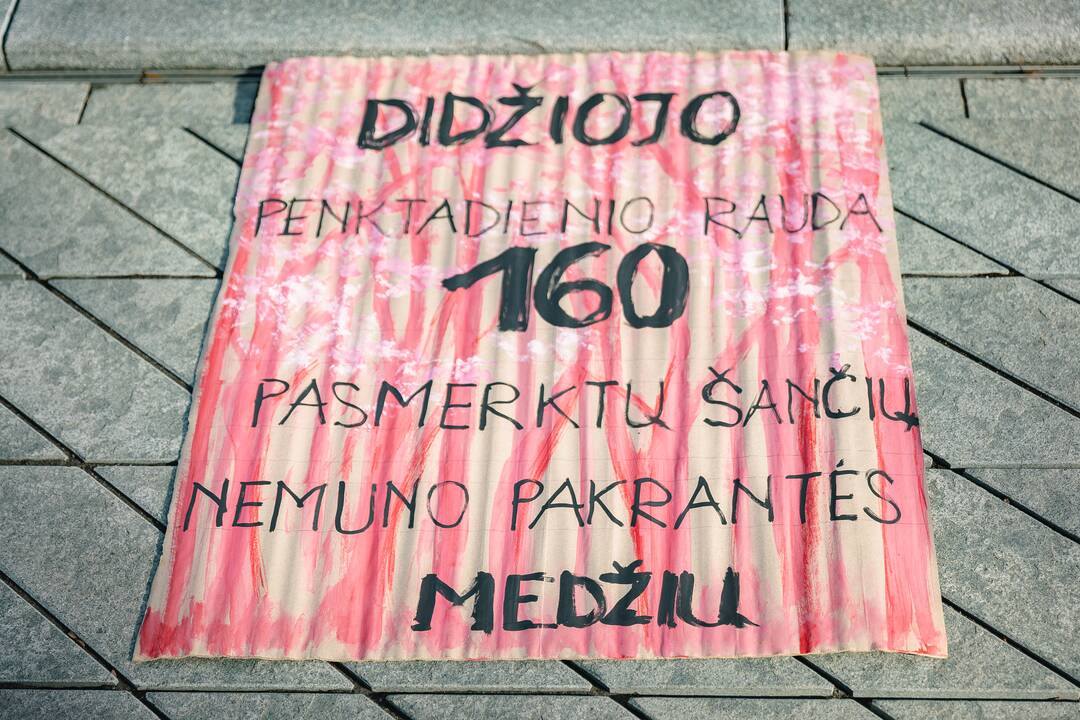 DIDŽIOJO
PENKTADIENIO RAUDA
160
PASMERKTŲ ŠANČIŲ
NEMUNO PAKRANTĖS
MEDŽIŲ